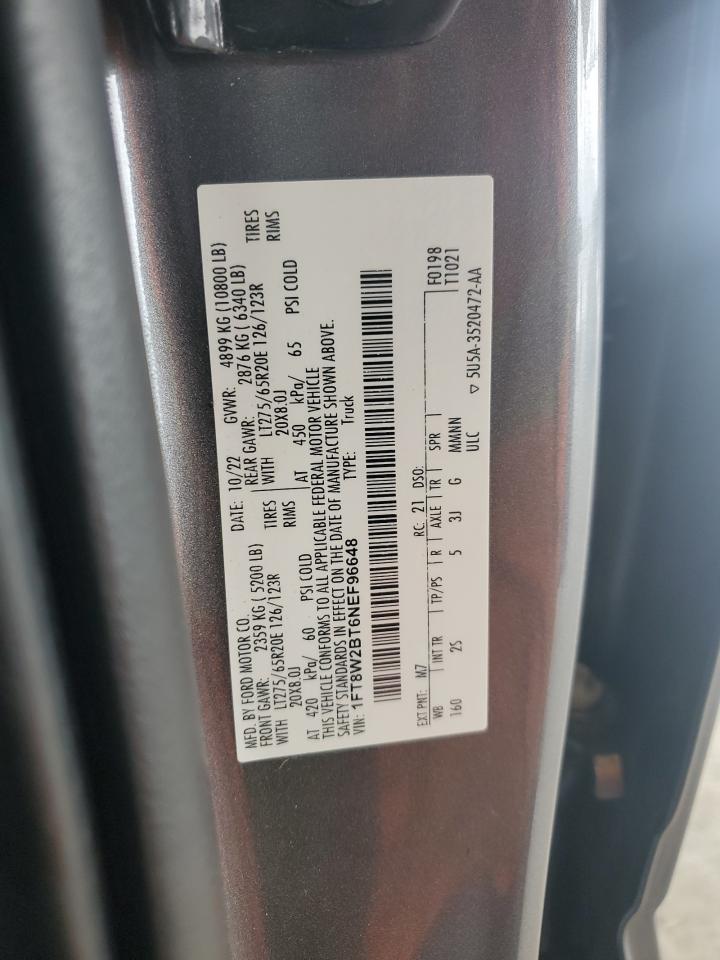 MFD. BY FORD MOTOR CO.
DATE: 10/22 GVWR: 4899 KG (10800 LB)
FRONT GAWR: 2359 KG ( 5200 LB) REAR GAWR: 2876 KG ( 6340 LB)
WITH LT275/65R20E 126/123R TIRES WITH LT275/65R20E 126/123R TIRES
20X8.0J RIMS 20X8.0J RIMS
AT 420 kPa/ 60 PSI COLD AT 450 kPa/ 65 PSI COLD
THIS VEHICLE CONFORMS TO ALL APPLICABLE FEDERAL MOTOR VEHICLE
SAFETY STANDARDS IN EFFECT ON THE DATE OF MANUFACTURE SHOWN ABOVE.
VIN: 1FT8W2BT6NEF96648 TYPE: Truck
EXT PNT: M7 RC: 21 DSO: F0198
WB INT TR TP/PS R AXLE TR SPR T1021
160 2S 5 3J G MMNN
ULC ▽ 5U5A-3520472-AA